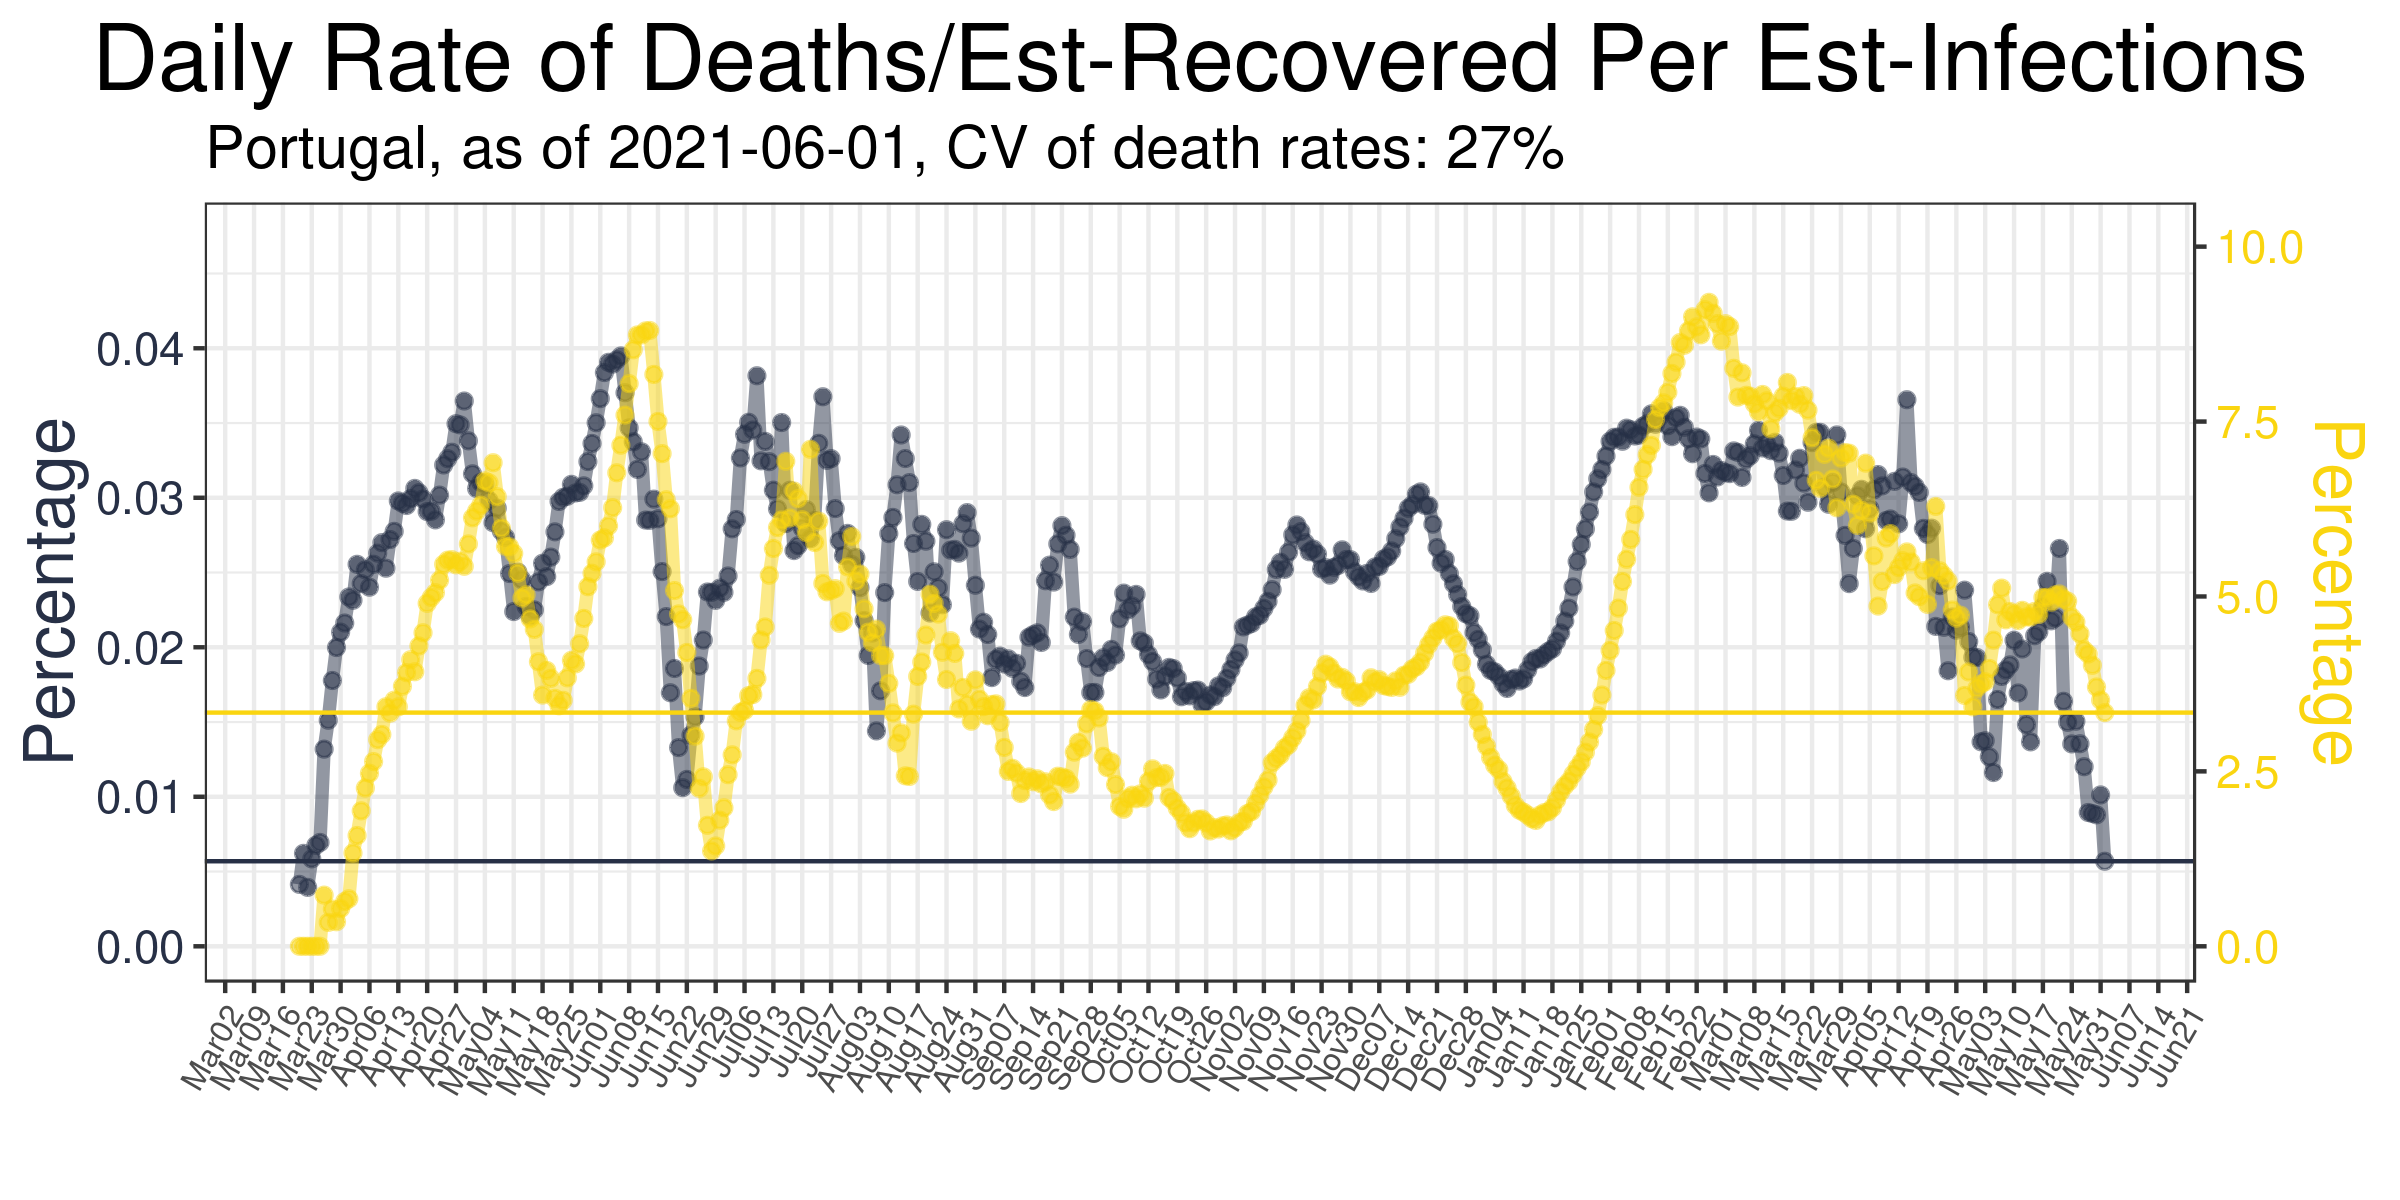 Daily Rate of Deaths/Est-Recovered Per Est-Infections
Portugal, as of 2021-06-01, CV of death rates: 27%
Percentage
0.04
0.03
0.02
0.01
0.00
10.0
7.5
5.0
2.5
0.0
Percentage
Mar02
Mar09
Mar16
Mar23
Mar30
Apr06
Apr13
Apr20
Apr27
May04
May11
May18
May25
Jun01
Jun08
Jun15
Jun22
Jun29
Jul06
Jul13
Jul20
Jul27
Aug03
Aug10
Aug17
Aug24
Aug31
Sep07
Sep14
Sep21
Sep28
Oct05
Oct12
Oct19
Oct26
Nov02
Nov09
Nov16
Nov23
Nov30
Dec07
Dec14
Dec21
Dec28
Jan04
Jan11
Jan18
Jan25
Feb01
Feb08
Feb15
Feb22
Mar01
Mar08
Mar15
Mar22
Mar29
Apr05
Apr12
Apr19
Apr26
May03
May10
May17
May24
May31
Jun07
Jun14
Jun21